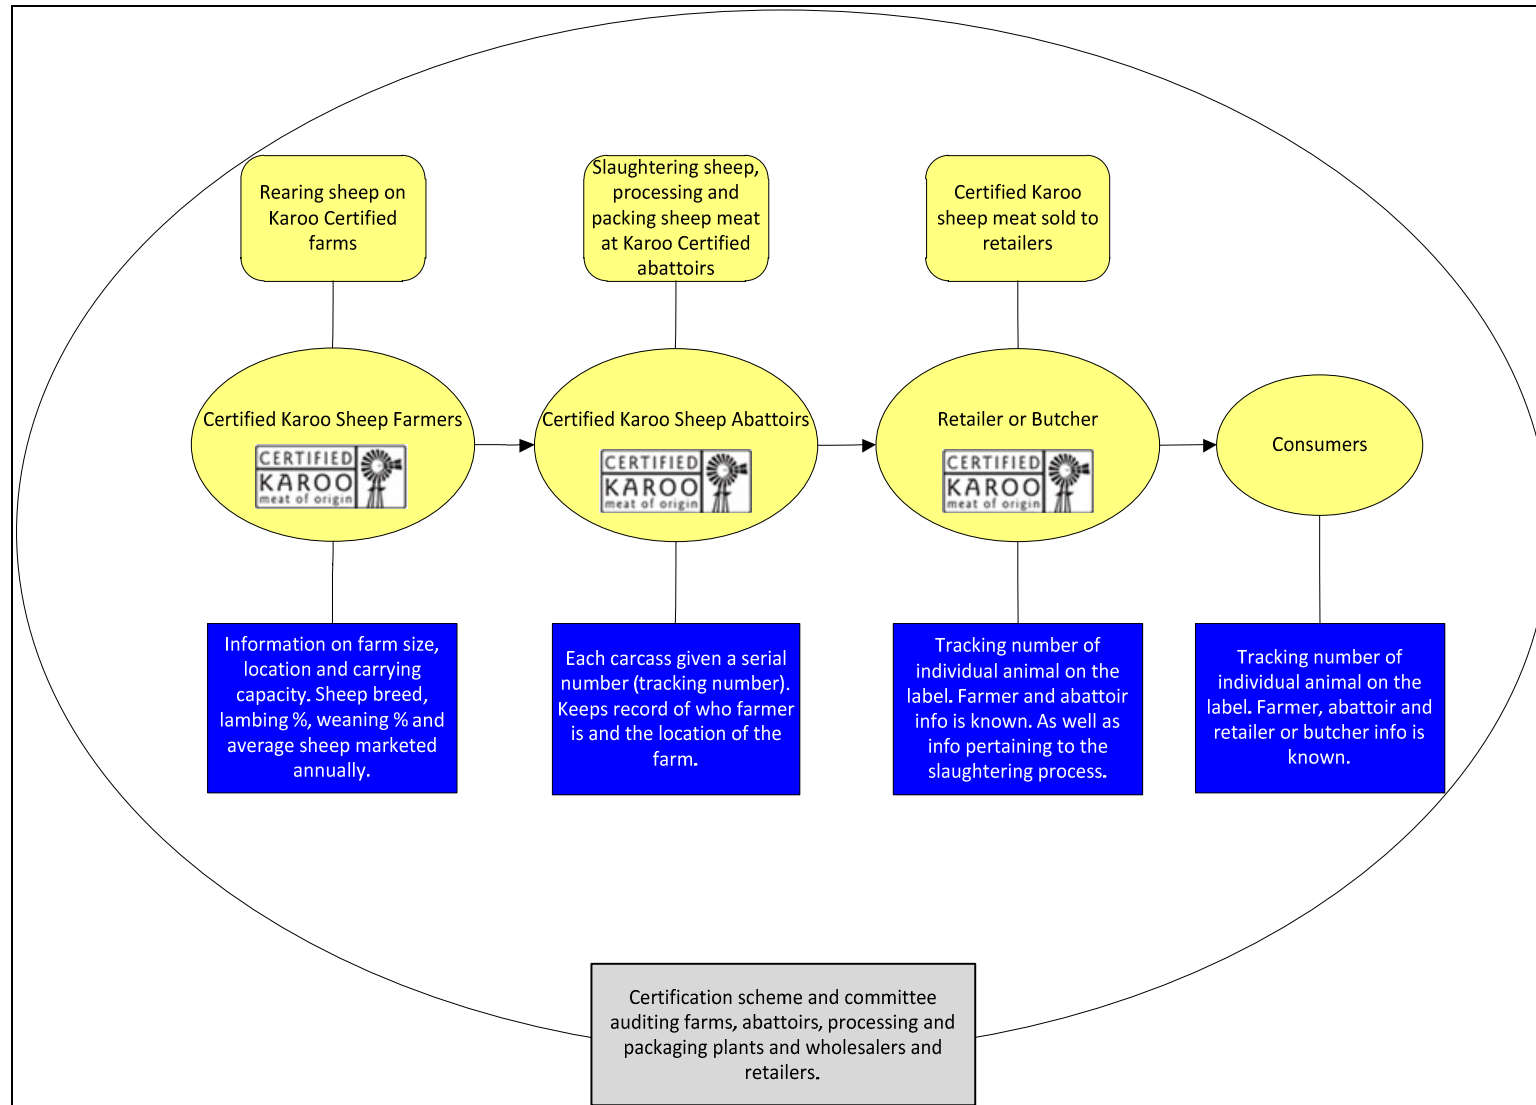 Rearing sheep on
Karoo Certified
farms
Slaughtering sheep,
processing and
packing sheep meat
at Karoo Certified
abattoirs
Certified Karoo
sheep meat sold to
retailers
Certified Karoo Sheep Farmers
CERTIFIED
KAROO
meat of origin
Certified Karoo Sheep Abattoirs
CERTIFIED
KAROO
meat of origin
Retailer or Butcher
CERTIFIED
KAROO
meat of origin
Consumers
Information on farm size,
location and carrying
capacity. Sheep breed,
lambing %, weaning % and
average sheep marketed
annually.
Each carcass given a serial
number (tracking number).
Keeps record of who farmer
is and the location of the
farm.
Tracking number of
individual animal on the
label. Farmer and abattoir
info is known. As well as
info pertaining to the
slaughtering process.
Tracking number of
individual animal on the
label. Farmer, abattoir and
retailer or butcher info is
known.
Certification scheme and committee
auditing farms, abattoirs, processing and
packaging plants and wholesalers and
retailers.